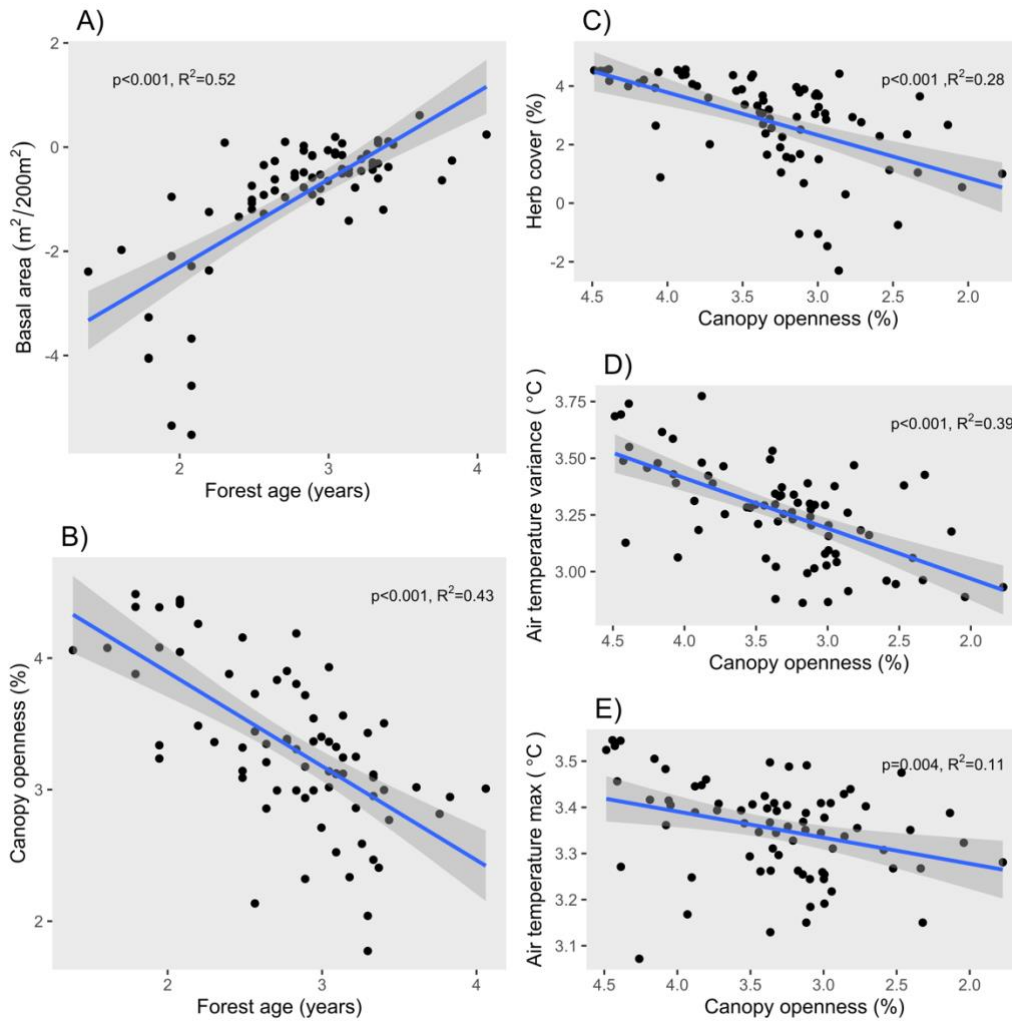 A)
p<0.001, R²=0.52
2
0
-2
-4
Basal area (m²/200m²)
2
3
4
Forest age (years)
B)
p<0.001, R²=0.43
4
3
2
Canopy openness (%)
2
3
4
Forest age (years)
C)
p<0.001 ,R²=0.28
4
2
0
-2
Herb cover (%)
4.5
4.0
3.5
3.0
2.5
2.0
Canopy openness (%)
D)
p<0.001, R²=0.39
3.75
3.50
3.25
3.00
Air temperature variance ( °C)
4.5
4.0
3.5
3.0
2.5
2.0
Canopy openness (%)
E)
p=0.004, R²=0.11
3.5
3.4
3.3
3.2
3.1
Air temperature max ( °C)
4.5
4.0
3.5
3.0
2.5
2.0
Canopy openness (%)